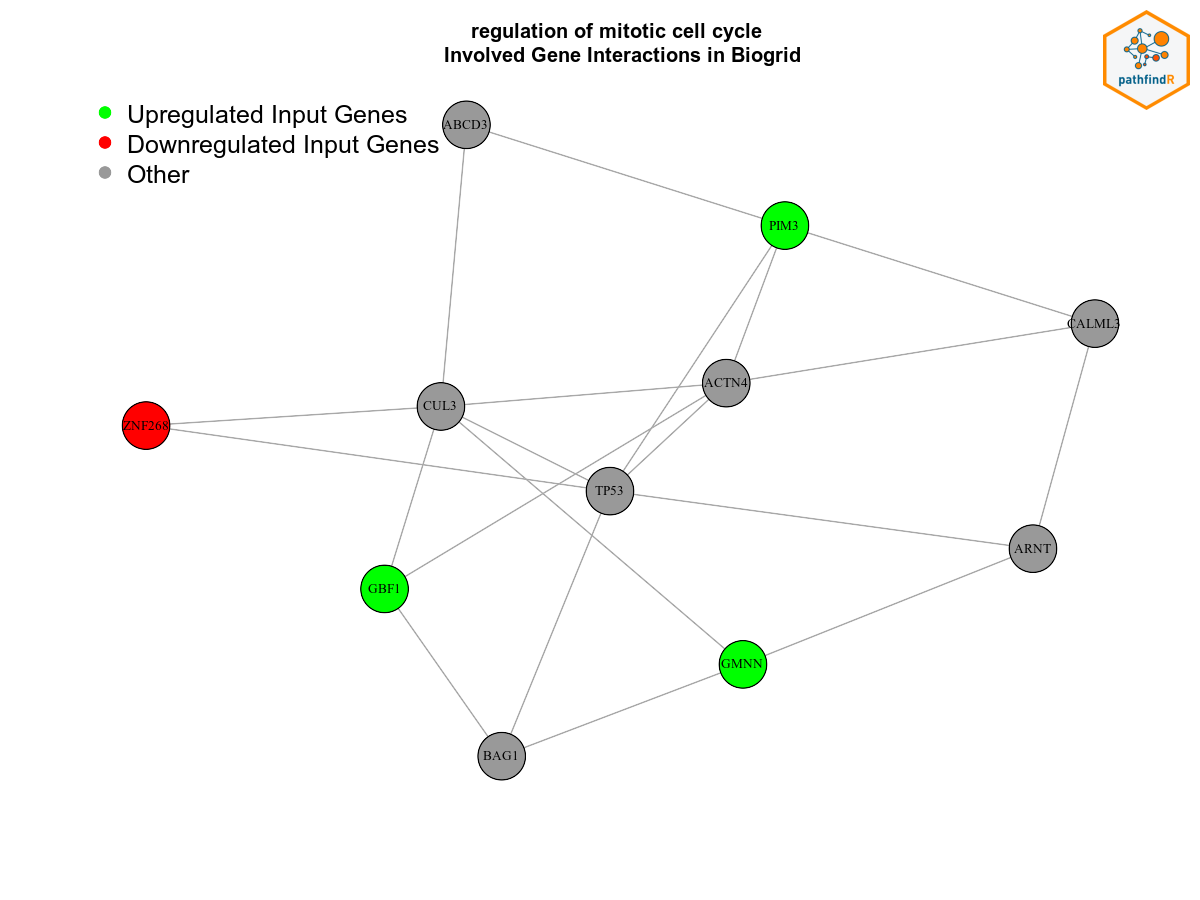 regulation of mitotic cell cycle
Involved Gene Interactions in Biogrid
pathfindR
Upregulated Input Genes
Downregulated Input Genes
Other
ABCD3
PIM3
CALML3
ACTN4
CUL3
ZNF268
TP53
ARNT
GBF1
GMNN
BAG1